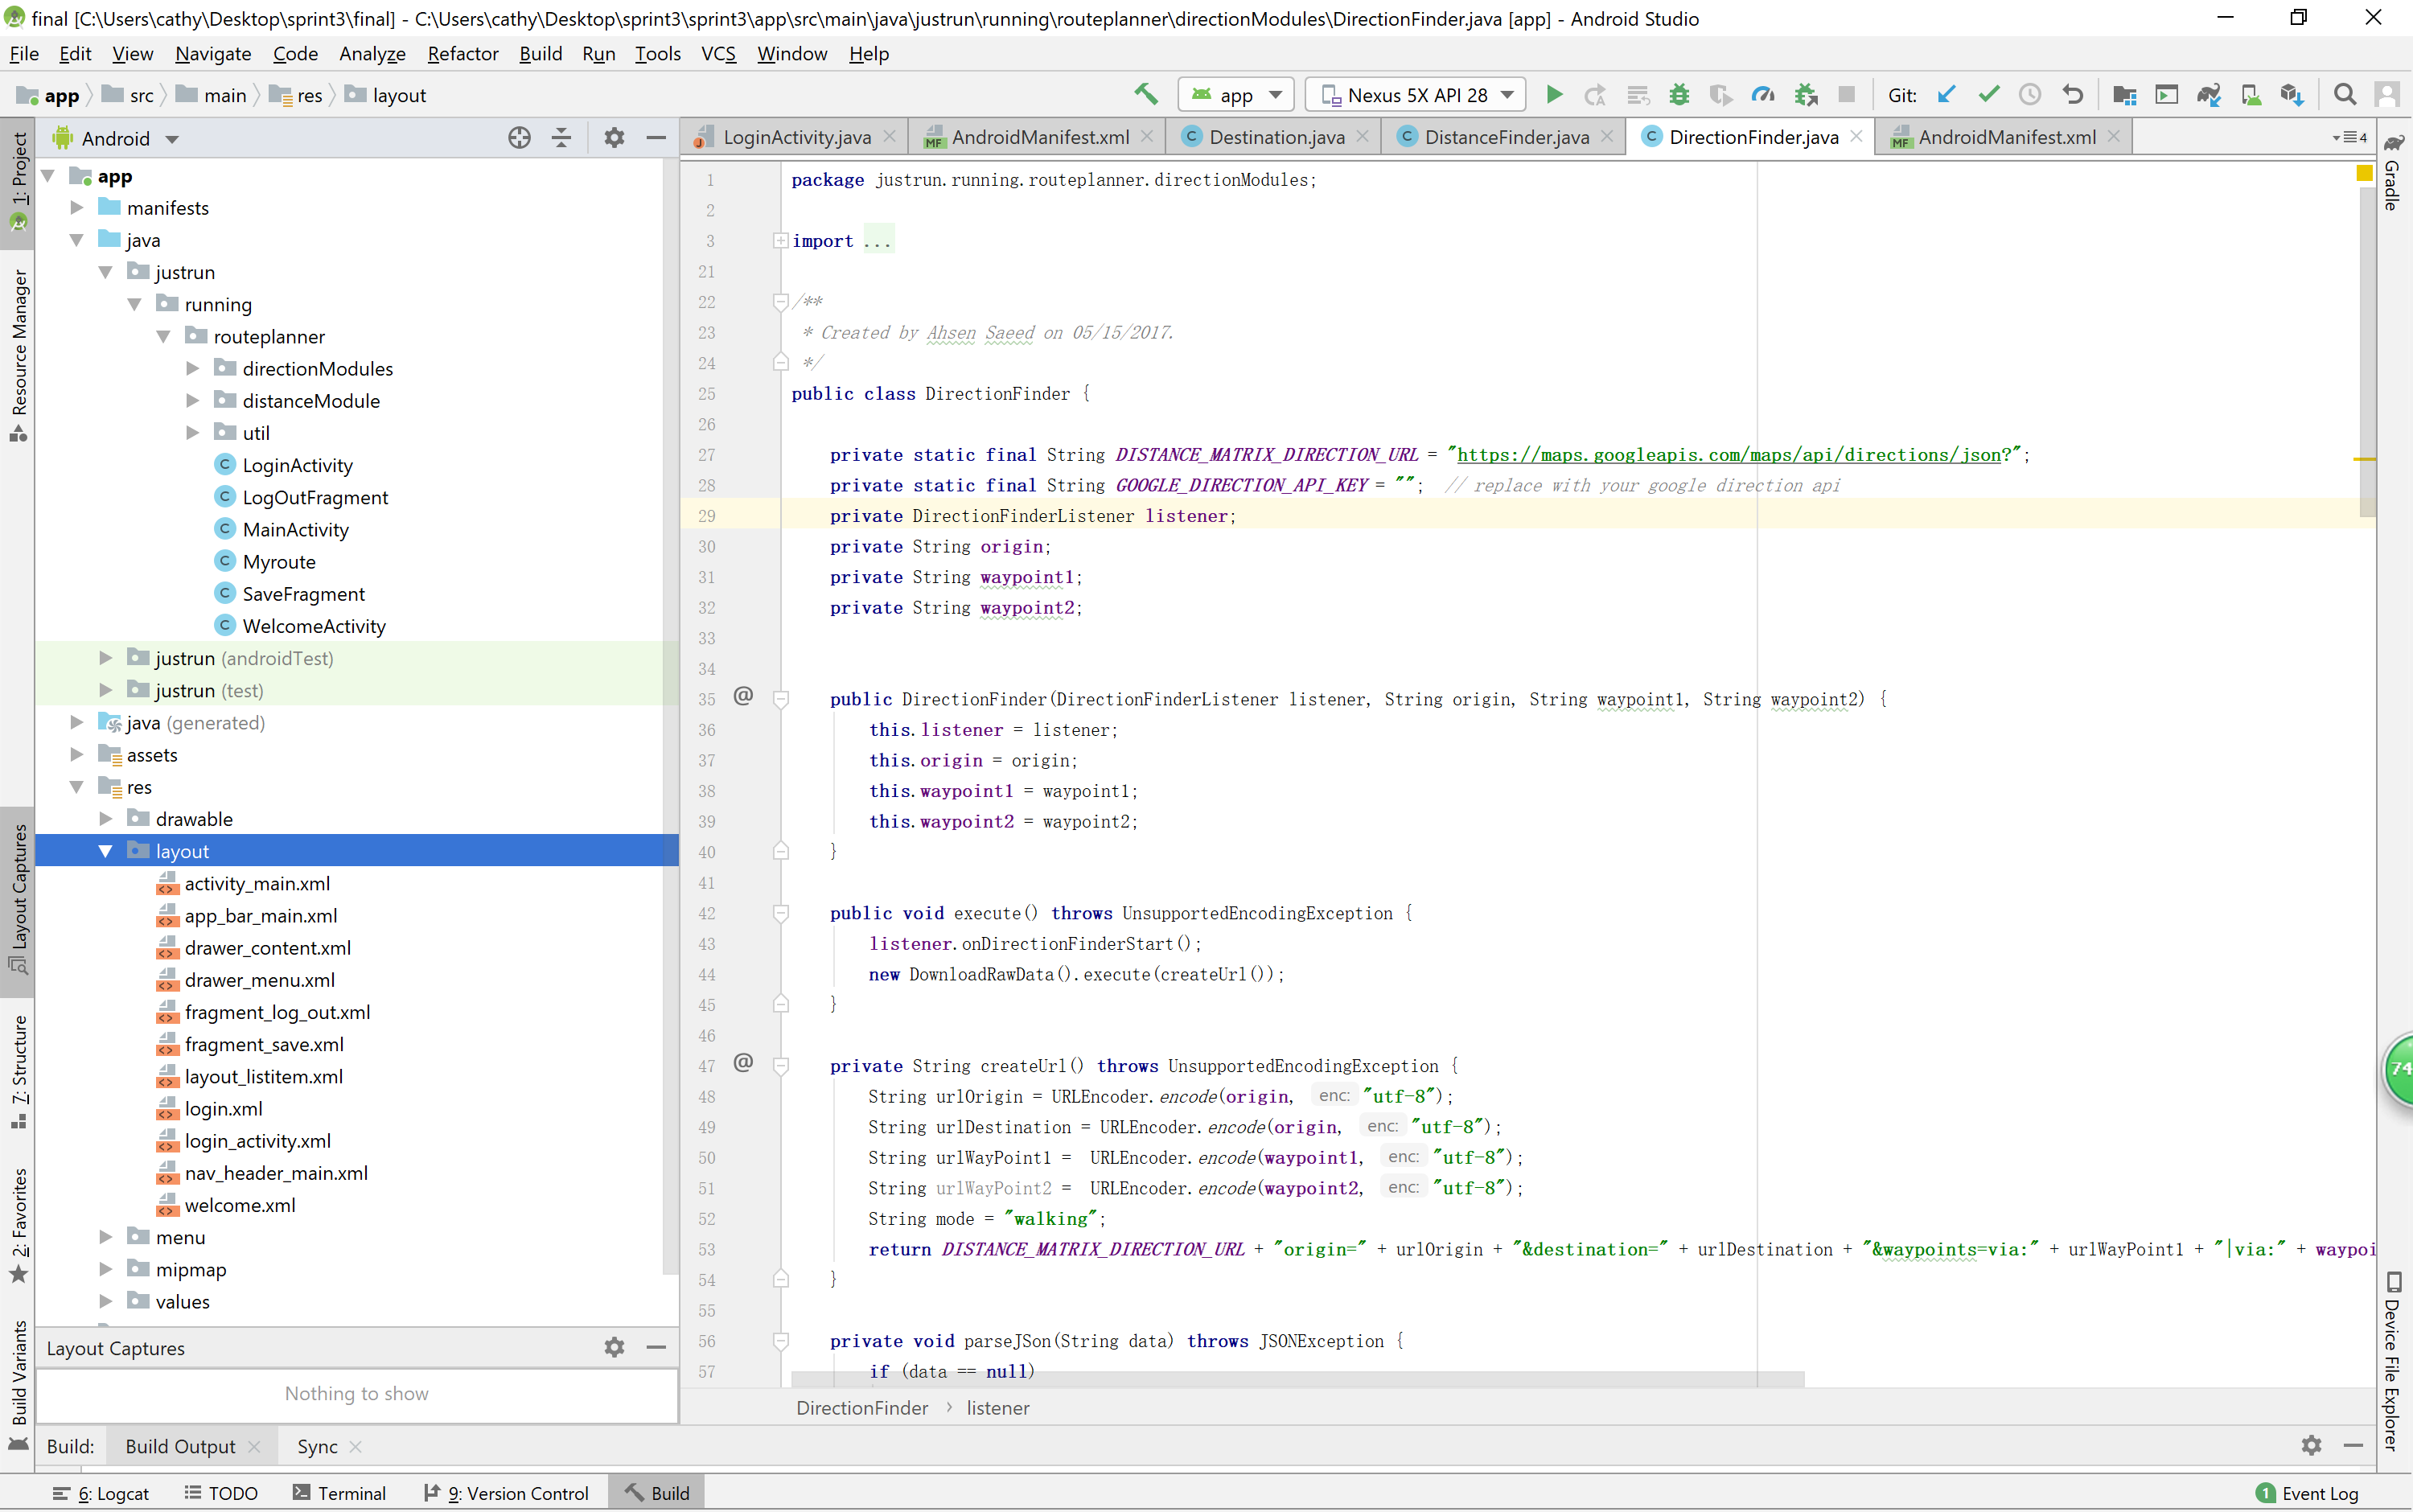 final [C:\Users\cathy\Desktop\sprint3\final] - C:\Users\cathy\Desktop\sprint3\sprint3\app\src\main\java\justrun\running\routeplanner\directionModules\DirectionFinder.java [app] - Android Studio
File Edit View Navigate Code Analyze Refactor Build Run Tools VCS Window Help
app src main res layout app Nexus 5X API 28 Git:
1: Project
Resource Manager
Layout Captures
7: Structure
2: Favorites
Build Variants
Android
app
manifests
java
justrun
running
routeplanner
directionModules
distanceModule
util
LoginActivity
LogOutFragment
MainActivity
Myroute
SaveFragment
WelcomeActivity
justrun (androidTest)
justrun (test)
java (generated)
assets
res
drawable
layout
activity_main.xml
app_bar_main.xml
drawer_content.xml
drawer_menu.xml
fragment_log_out.xml
fragment_save.xml
layout_listitem.xml
login.xml
login_activity.xml
nav_header_main.xml
welcome.xml
menu
mipmap
values
Layout Captures
Nothing to show
LoginActivity.java AndroidManifest.xml Destination.java DistanceFinder.java DirectionFinder.java AndroidManifest.xml 4
1 package justrun.running.routeplanner.directionModules;
2
3 import ...
21
22 /**
23 * Created by Ahsen Saeed on 05/15/2017.
24 */
25 public class DirectionFinder {
26
27 private static final String DISTANCE_MATRIX_DIRECTION_URL = "https://maps.googleapis.com/maps/api/directions/json?";
28 private static final String GOOGLE_DIRECTION_API_KEY = ""; // replace with your google direction api
29 private DirectionFinderListener listener;
30 private String origin;
31 private String waypoint1;
32 private String waypoint2;
33
34
35 @ public DirectionFinder(DirectionFinderListener listener, String origin, String waypoint1, String waypoint2) {
36 this.listener = listener;
37 this.origin = origin;
38 this.waypoint1 = waypoint1;
39 this.waypoint2 = waypoint2;
40 }
41
42 public void execute() throws UnsupportedEncodingException {
43 listener.onDirectionFinderStart();
44 new DownloadRawData().execute(createUrl());
45 }
46
47 @ private String createUrl() throws UnsupportedEncodingException {
48 String urlOrigin = URLEncoder.encode(origin, enc: "utf-8");
49 String urlDestination = URLEncoder.encode(origin, enc: "utf-8");
50 String urlWayPoint1 = URLEncoder.encode(waypoint1, enc: "utf-8");
51 String urlWayPoint2 = URLEncoder.encode(waypoint2, enc: "utf-8");
52 String mode = "walking";
53 return DISTANCE_MATRIX_DIRECTION_URL + "origin=" + urlOrigin + "&destination=" + urlDestination + "&waypoints=via:" + urlWayPoint1 + "|via:" + waypoi
54 }
55
56 private void parseJSon(String data) throws JSONException {
57 if (data == null)
DirectionFinder listener
Gradle
74
Device File Explorer
Build: Build Output Sync
6: Logcat TODO Terminal 9: Version Control Build 1 Event Log